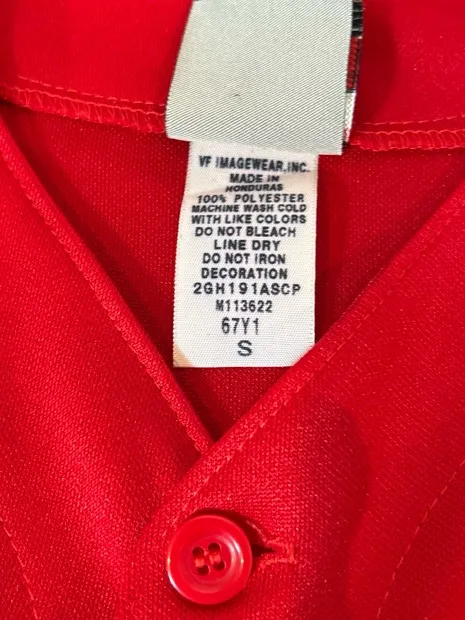 VF IMAGEWEAR,INC.
MADE IN
HONDURAS
100% POLYESTER
MACHINE WASH COLD
WITH LIKE COLORS
DO NOT BLEACH
LINE DRY
DO NOT IRON
DECORATION
2GH191ASCP
M113622
67Y1
S